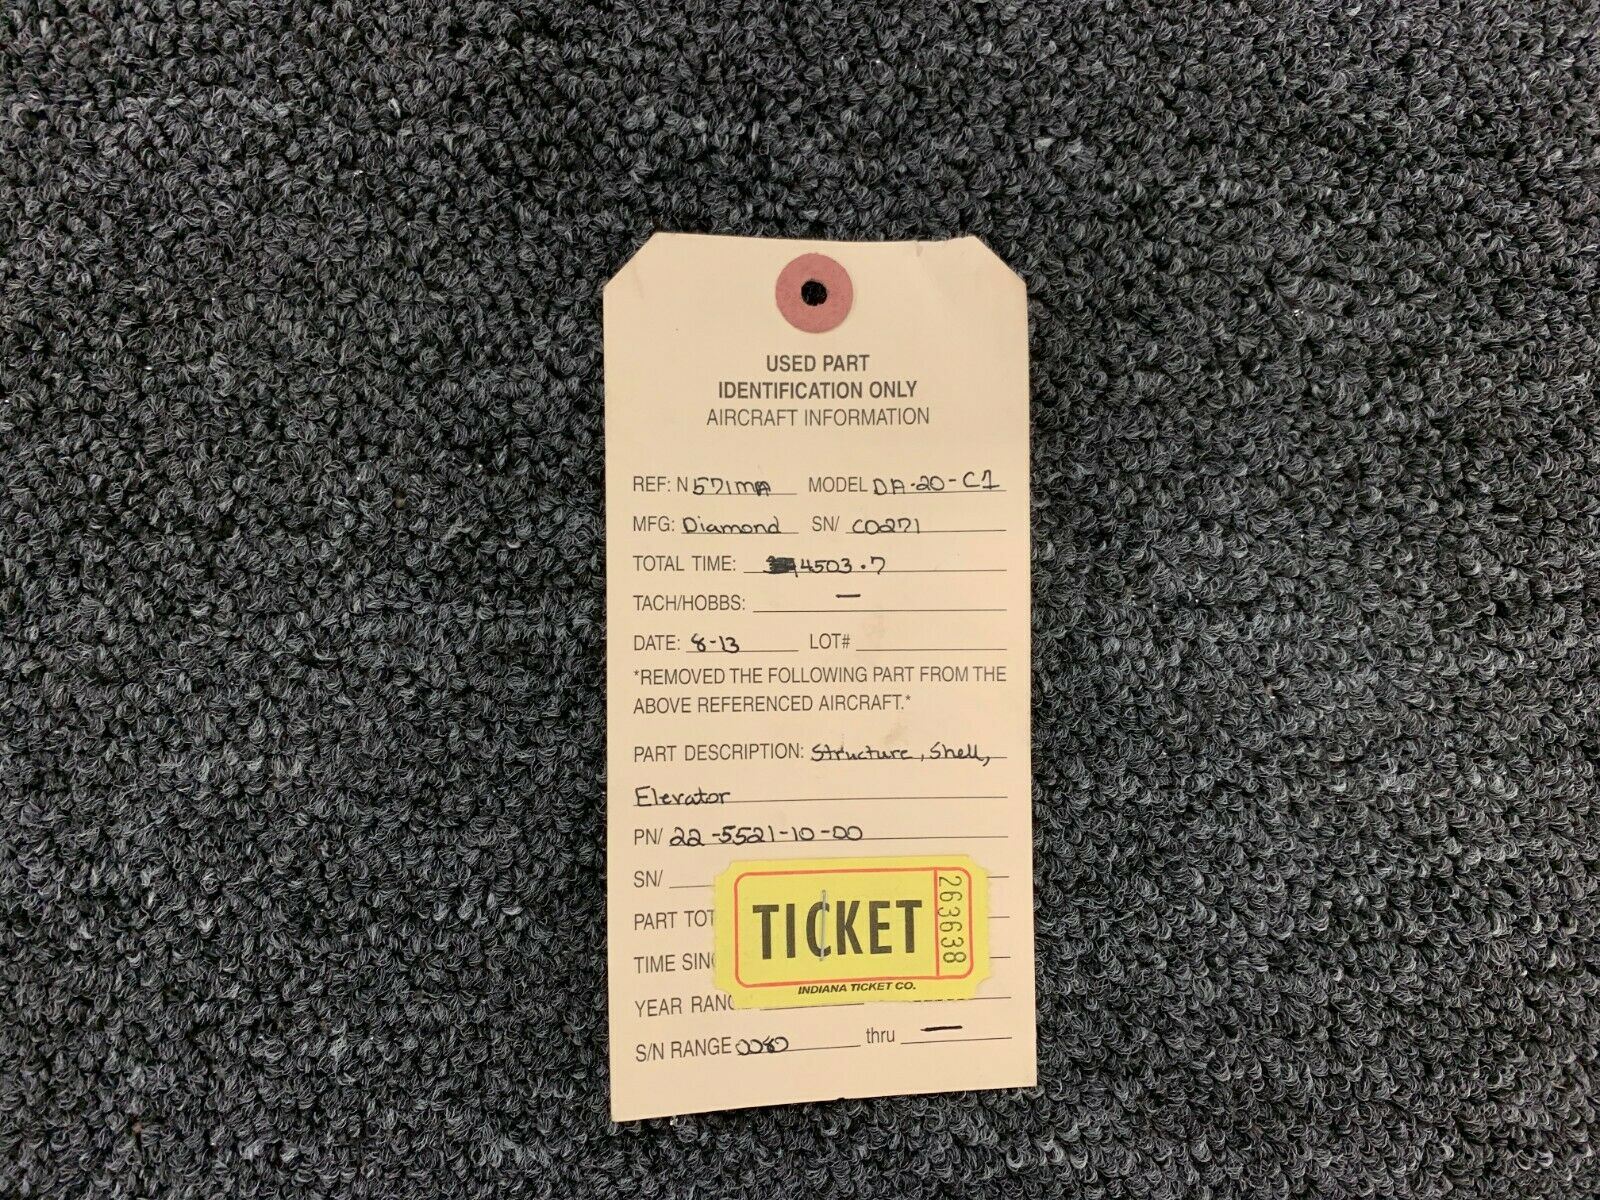 USED PART
IDENTIFICATION ONLY
AIRCRAFT INFORMATION
REF: N 571MA MODEL DA-20-C1
MFG: Diamond SN/ C0271
TOTAL TIME: 4503.7
TACH/HOBBS: —
DATE: 8-13 LOT#
*REMOVED THE FOLLOWING PART FROM THE
ABOVE REFERENCED AIRCRAFT.*
PART DESCRIPTION: Structure, Shell,
Elevator
PN/ 22-5521-10-00
SN/
PART TOT
TIME SINC
YEAR RANG
S/N RANGE 0080 thru —
TICKET
263638
INDIANA TICKET CO.